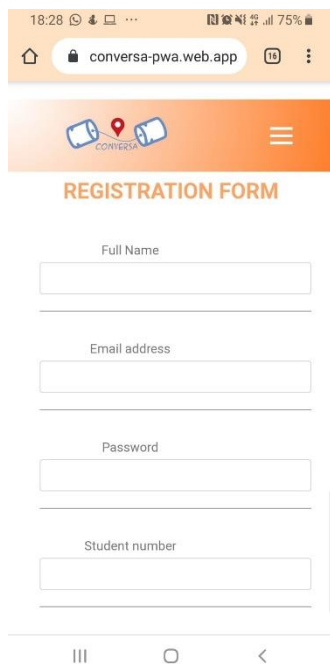 18:28 75%
conversa-pwa.web.app 16
CONVERSA
REGISTRATION FORM
Full Name
Email address
Password
Student number